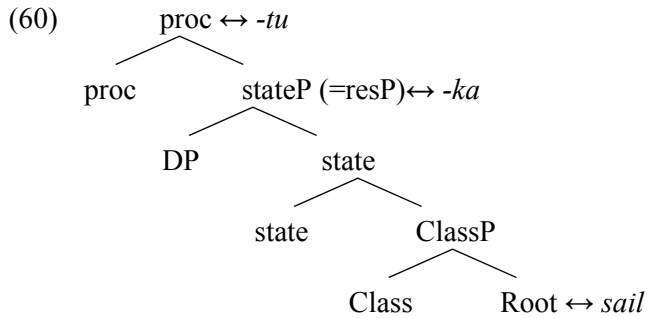 (60) proc ↔ -tu
proc stateP (=resP)↔ -ka
DP state
state ClassP
Class Root ↔ sail